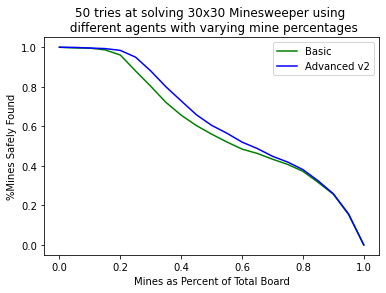 50 tries at solving 30x30 Minesweeper using
different agents with varying mine percentages
%Mines Safely Found
1.0
0.8
0.6
0.4
0.2
0.0
Basic
Advanced v2
0.0 0.2 0.4 0.6 0.8 1.0
Mines as Percent of Total Board